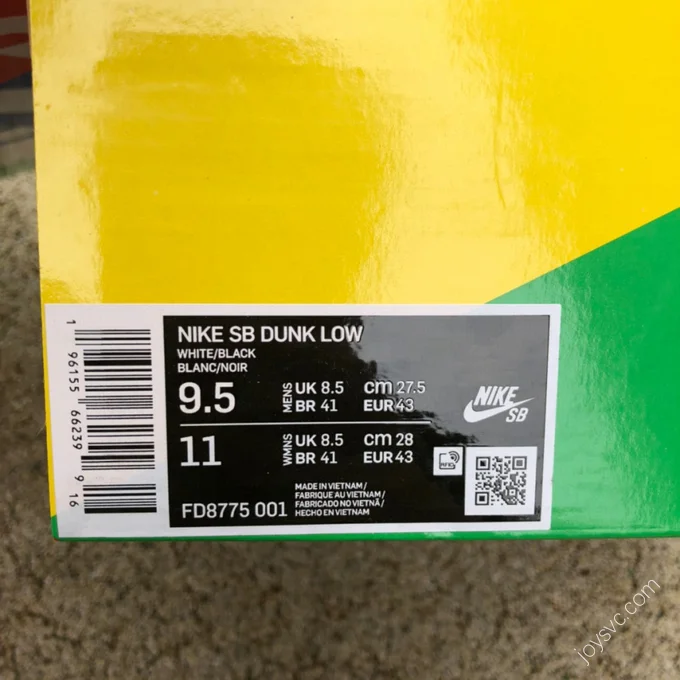 NIKE SB DUNK LOW
WHITE/BLACK
BLANC/NOIR
9.5 MENS UK 8.5 cm 27.5
BR 41 EUR 43
NIKE
SB
11 WMNS UK 8.5 cm 28
BR 41 EUR 43
RFID
FD8775 001
MADE IN VIETNAM /
FABRIQUE AU VIETNAM /
FABRICADO NO VIETNÃ /
HECHO EN VIETNAM
1 96155 66239 9 16
joysvc.com